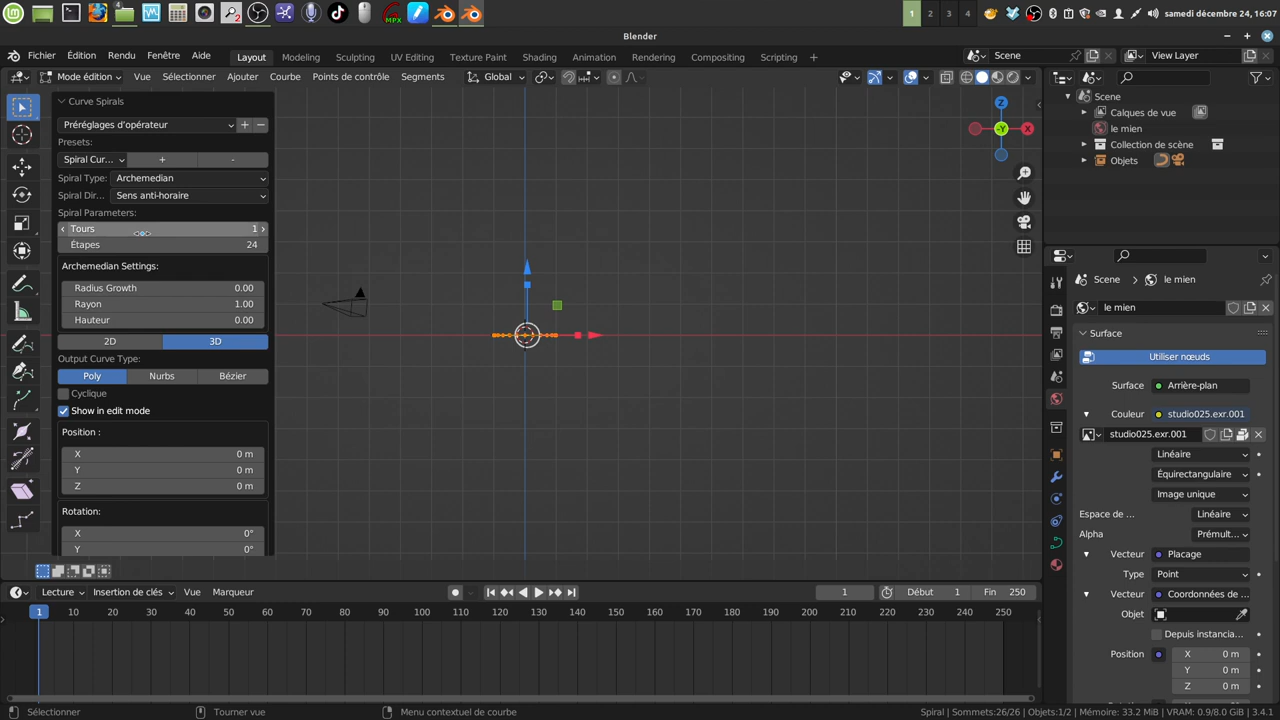 1 2 3 4 samedi décembre 24, 16:07
Blender
Fichier Édition Rendu Fenêtre Aide Layout Modeling Sculpting UV Editing Texture Paint Shading Animation Rendering Compositing Scripting Scene View Layer
Mode édition Vue Sélectionner Ajouter Courbe Points de contrôle Segments Global
Curve Spirals
Préréglages d'opérateur + −
Presets:
Spiral Cur... + -
Spiral Type: Archemedian
Spiral Dir... Sens anti-horaire
Spiral Parameters:
Tours 1
Étapes 24
Archemedian Settings:
Radius Growth 0.00
Rayon 1.00
Hauteur 0.00
2D 3D
Output Curve Type:
Poly Nurbs Bézier
Cyclique
Show in edit mode
Position :
X 0 m
Y 0 m
Z 0 m
Rotation:
X 0°
Y 0°
Z
-Y X
Scene
Calques de vue
le mien
Collection de scène
Objets
Scene le mien
le mien
Surface
Utiliser nœuds
Surface Arrière-plan
Couleur studio025.exr.001
studio025.exr.001
Linéaire
Équirectangulaire
Image unique
Espace de ... Linéaire
Alpha Prémult...
Vecteur Placage
Type Point
Vecteur Coordonnées de
Objet
Depuis instancia...
Position X 0 m
Y 0 m
Z 0 m
Lecture Insertion de clés Vue Marqueur 1 Début 1 Fin 250
1 10 20 30 40 50 60 70 80 90 100 110 120 130 140 150 160 170 180 190 200 210 220 230 240 250
Sélectionner Tourner vue Menu contextuel de courbe Spiral | Sommets:26/26 | Objets:1/2 | Mémoire: 33.2 MiB | VRAM: 0.9/8.0 GiB | 3.4.1